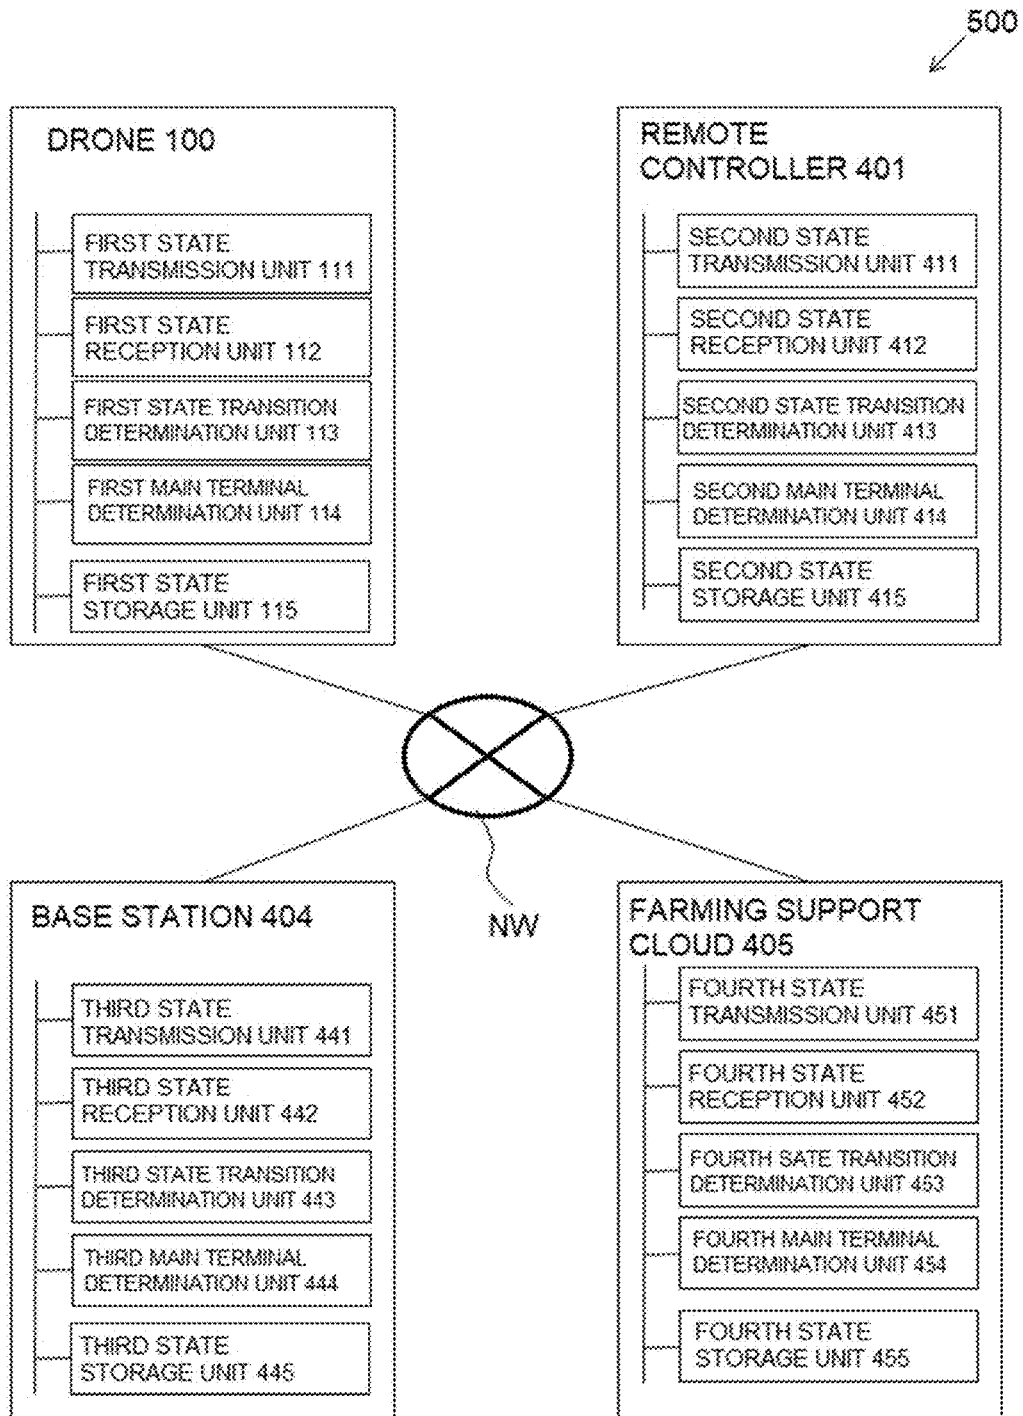 500
DRONE 100
FIRST STATE
TRANSMISSION UNIT 111
FIRST STATE
RECEPTION UNIT 112
FIRST STATE TRANSITION
DETERMINATION UNIT 113
FIRST MAIN TERMINAL
DETERMINATION UNIT 114
FIRST STATE
STORAGE UNIT 115
REMOTE
CONTROLLER 401
SECOND STATE
TRANSMISSION UNIT 411
SECOND STATE
RECEPTION UNIT 412
SECOND STATE TRANSITION
DETERMINATION UNIT 413
SECOND MAIN TERMINAL
DETERMINATION UNIT 414
SECOND STATE
STORAGE UNIT 415
NW
BASE STATION 404
THIRD STATE
TRANSMISSION UNIT 441
THIRD STATE
RECEPTION UNIT 442
THIRD STATE TRANSITION
DETERMINATION UNIT 443
THIRD MAIN TERMINAL
DETERMINATION UNIT 444
THIRD STATE
STORAGE UNIT 445
FARMING SUPPORT
CLOUD 405
FOURTH STATE
TRANSMISSION UNIT 451
FOURTH STATE
RECEPTION UNIT 452
FOURTH SATE TRANSITION
DETERMINATION UNIT 453
FOURTH MAIN TERMINAL
DETERMINATION UNIT 454
FOURTH STATE
STORAGE UNIT 455